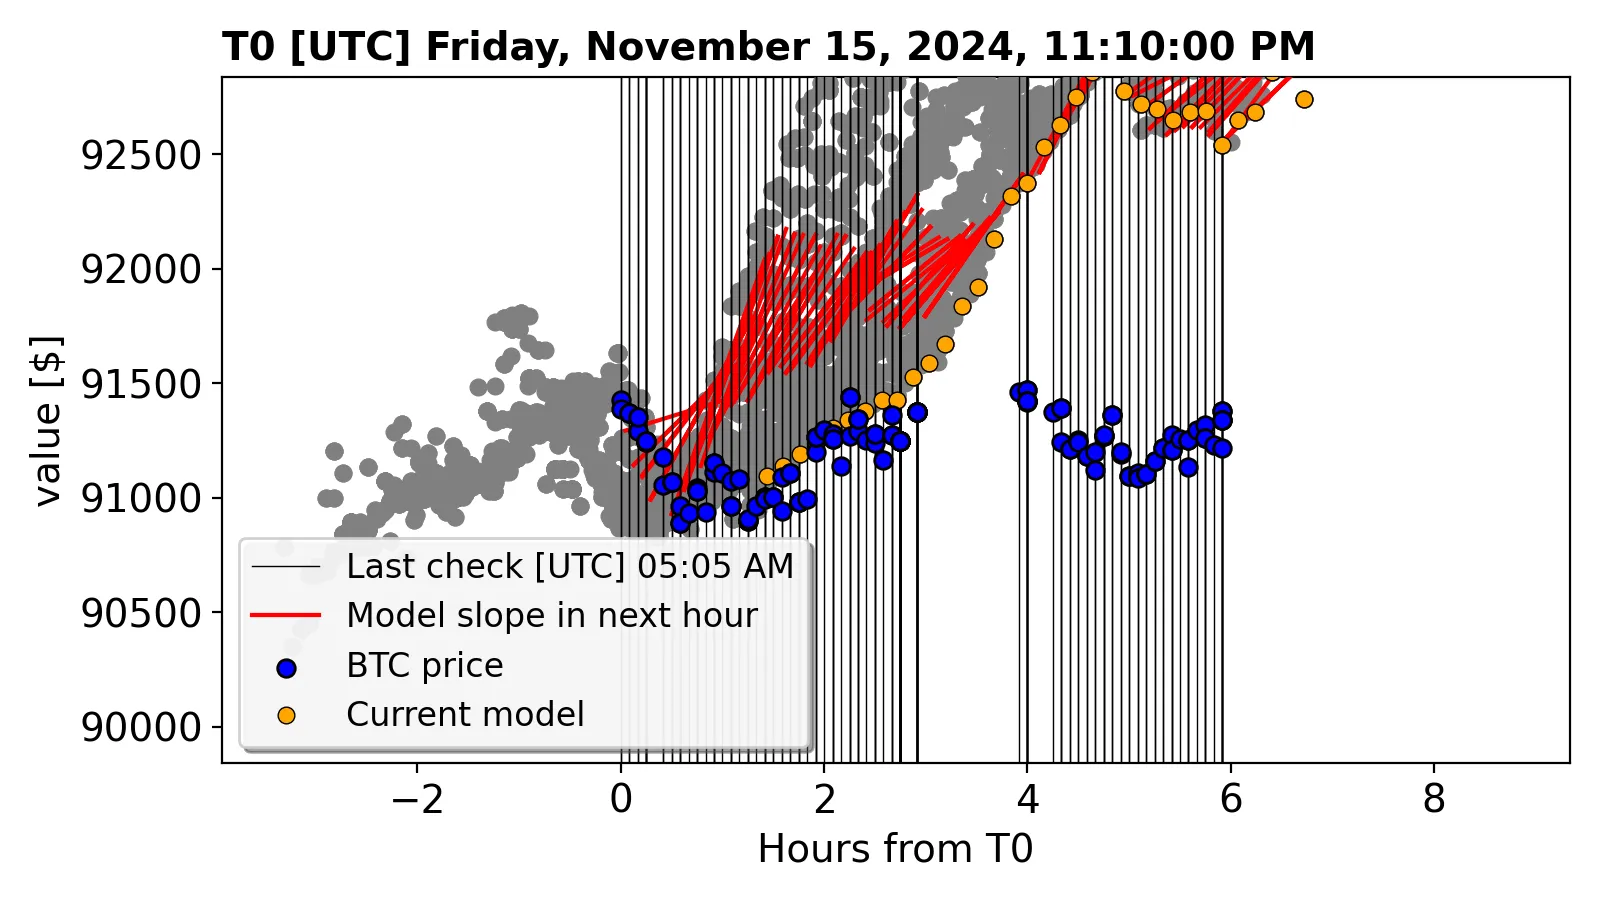 T0 [UTC] Friday, November 15, 2024, 11:10:00 PM
value [$]
92500
92000
91500
91000
90500
90000
Last check [UTC] 05:05 AM
Model slope in next hour
BTC price
Current model
−2 0 2 4 6 8
Hours from T0